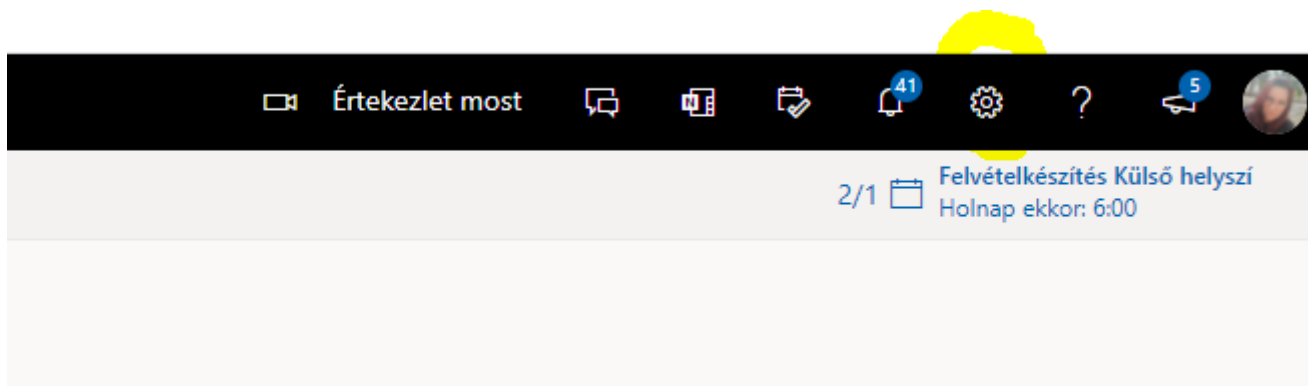 Értekezlet most
41
?
5
2/1
Felvételkészítés Külső helyszí
Holnap ekkor: 6:00